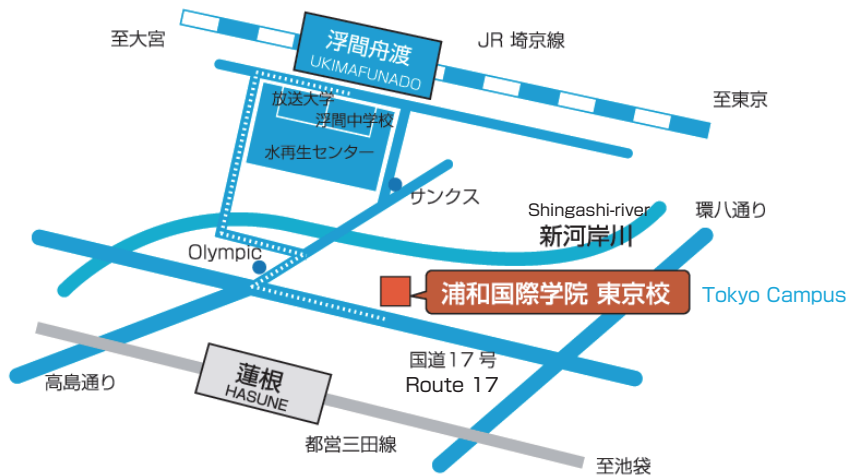 至大宮
浮間舟渡
UKIMAFUNADO
JR 埼京線
至東京
放送大学
浮間中学校
水再生センター
サンクス
Shingashi-river
新河岸川
環八通り
Olympic
浦和国際学院 東京校
Tokyo Campus
国道17号
Route 17
高島通り
蓮根
HASUNE
都営三田線
至池袋